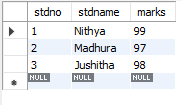 stdno stdname marks
1 Nithya 99
2 Madhura 97
3 Jushitha 98
NULL NULL NULL